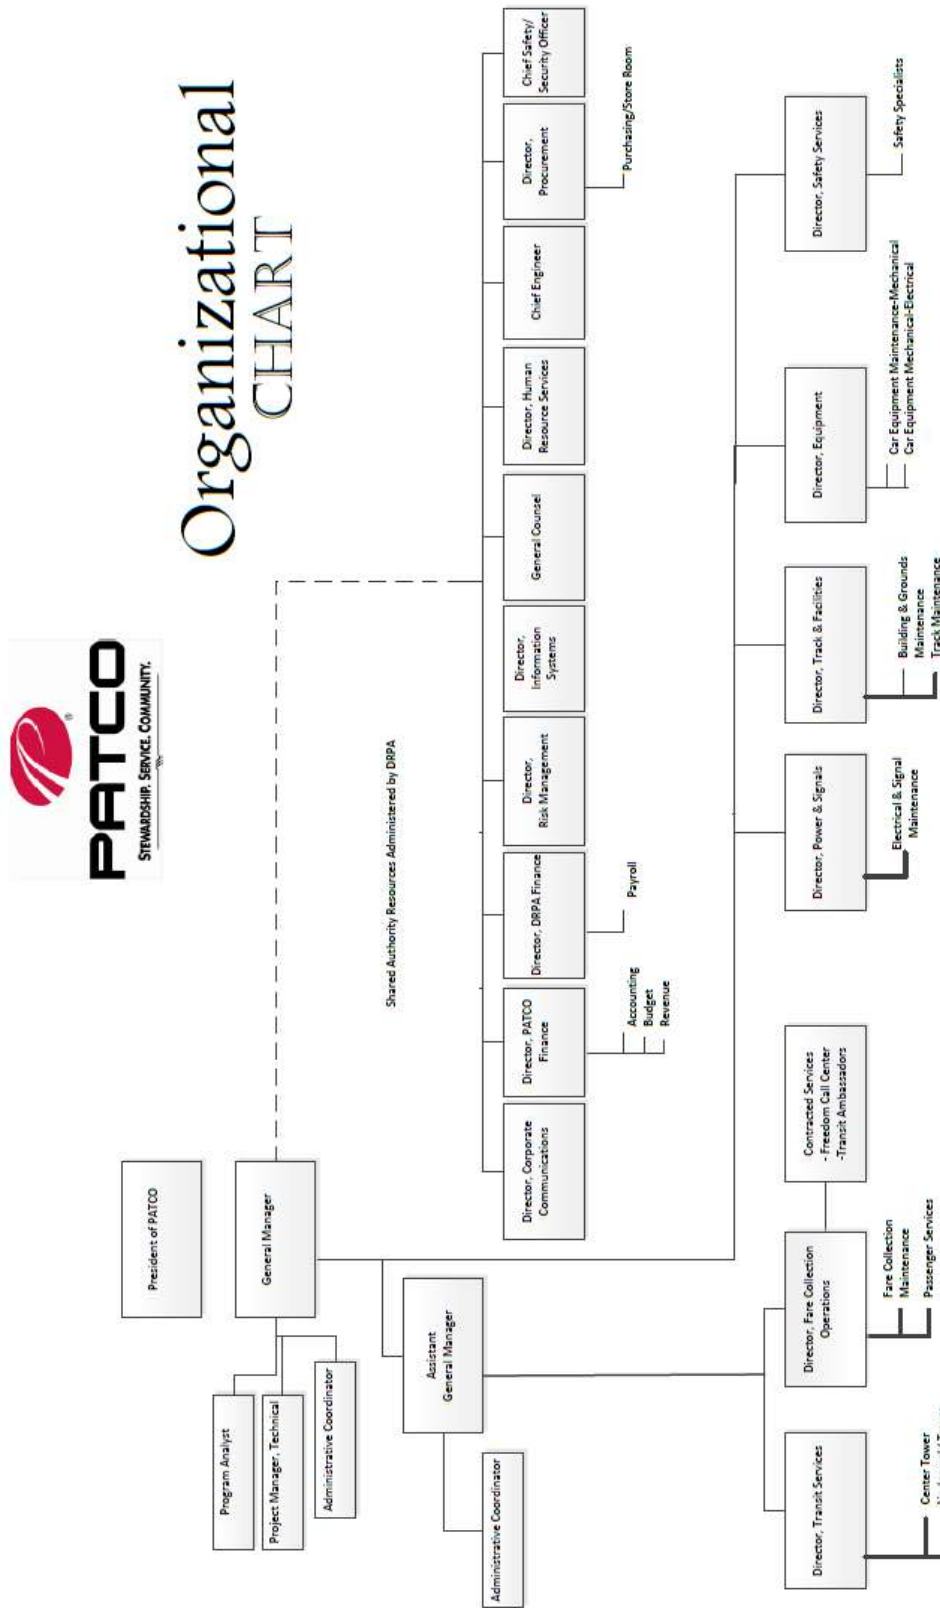 PATCO
STEWARDSHIP. SERVICE. COMMUNITY.
®
Organizational
CHART
President of PATCO
General Manager
Program Analyst
Project Manager, Technical
Administrative Coordinator
Assistant
General Manager
Administrative Coordinator
Shared Authority Resources Administered by DRPA
Director, Corporate
Communications
Director, PATCO
Finance
Accounting
Budget
Revenue
Director, DRPA Finance
Payroll
Director,
Risk Management
Director,
Information
Systems
General Counsel
Director, Human
Resource Services
Chief Engineer
Director,
Procurement
Purchasing/Store Room
Chief Safety/
Security Officer
Director, Transit Services
Center Tower
Director, Fare Collection
Operations
Fare Collection
Maintenance
Passenger Services
Contracted Services
- Freedom Call Center
-Transit Ambassadors
Director, Power & Signals
Electrical & Signal
Maintenance
Director, Track & Facilities
Building & Grounds
Maintenance
Track Maintenance
Director, Equipment
Car Equipment Maintenance-Mechanical
Car Equipment Mechanical-Electrical
Director, Safety Services
Safety Specialists